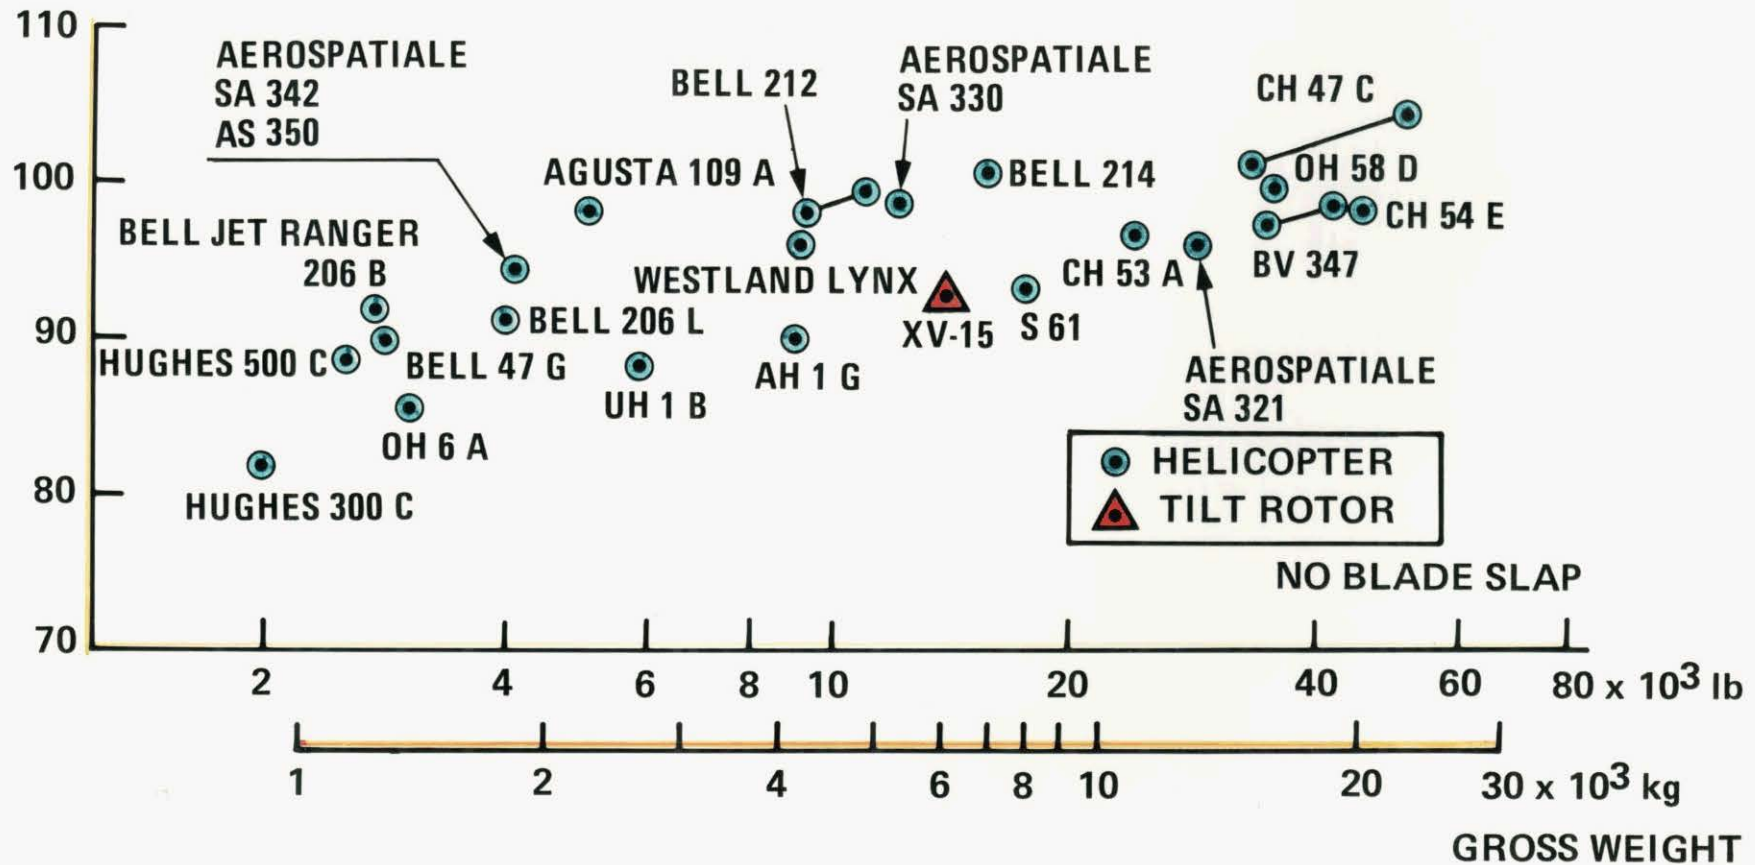 110
100
90
80
70
AEROSPATIALE
SA 342
AS 350
BELL 212
AEROSPATIALE
SA 330
CH 47 C
AGUSTA 109 A
BELL 214
OH 58 D
BELL JET RANGER
206 B
CH 54 E
WESTLAND LYNX
CH 53 A
BV 347
BELL 206 L
XV-15
S 61
HUGHES 500 C
BELL 47 G
AH 1 G
AEROSPATIALE
SA 321
UH 1 B
OH 6 A
HUGHES 300 C
HELICOPTER
TILT ROTOR
NO BLADE SLAP
2 4 6 8 10 20 40 60 80 x 10³ lb
1 2 4 6 8 10 20 30 x 10³ kg
GROSS WEIGHT